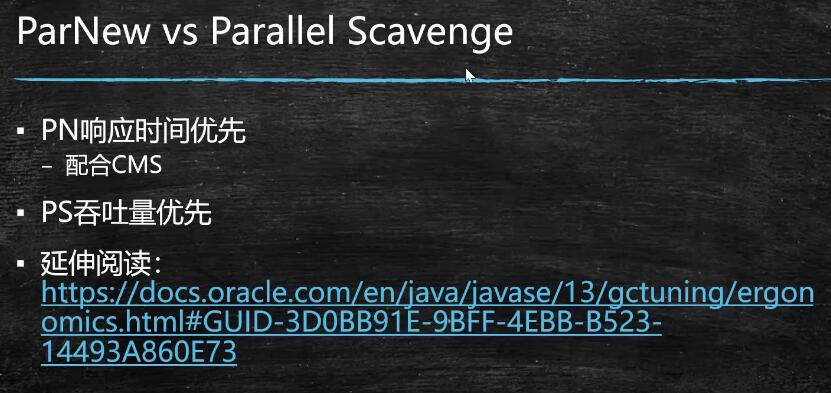 ParNew vs Parallel Scavenge
▪ PN响应时间优先
– 配合CMS
▪ PS吞吐量优先
▪ 延伸阅读：
https://docs.oracle.com/en/java/javase/13/gctuning/ergon
omics.html#GUID-3D0BB91E-9BFF-4EBB-B523-
14493A860E73